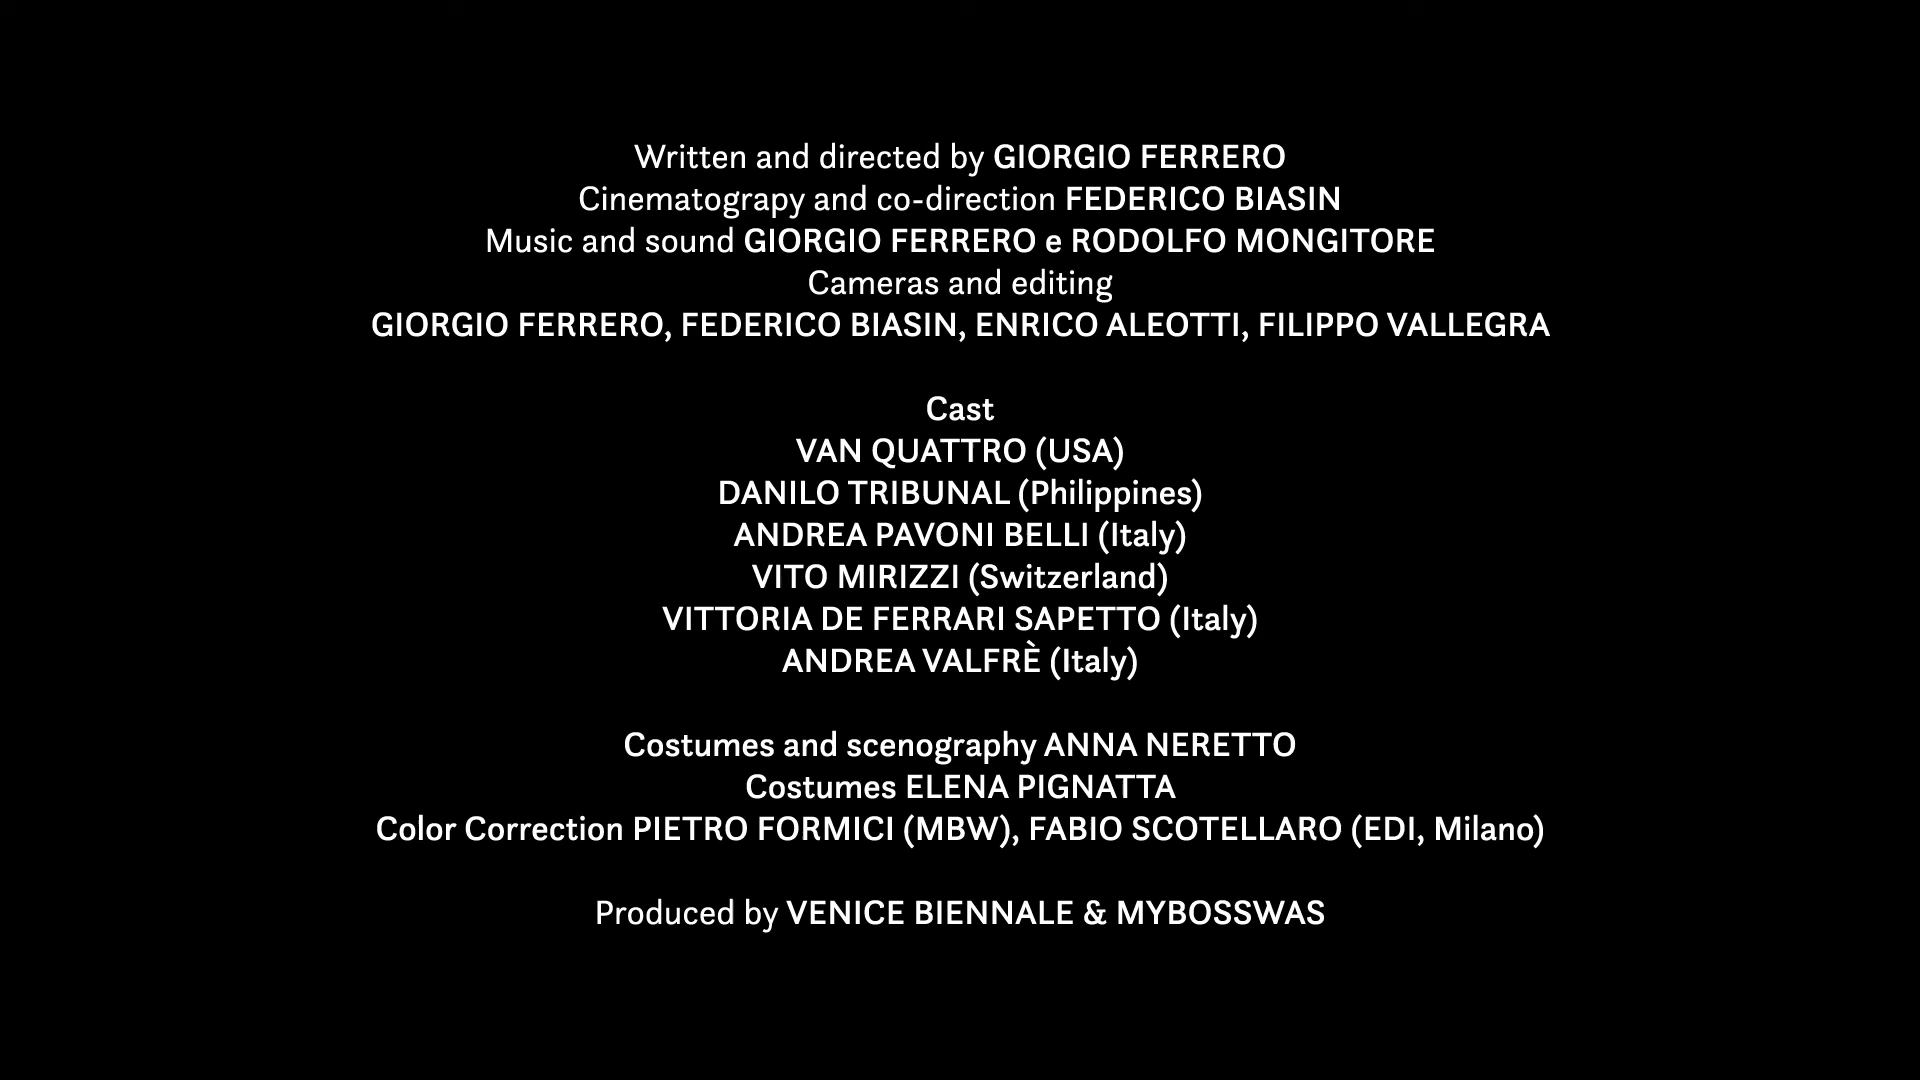 Written and directed by GIORGIO FERRERO
Cinematograpy and co-direction FEDERICO BIASIN
Music and sound GIORGIO FERRERO e RODOLFO MONGITORE
Cameras and editing
GIORGIO FERRERO, FEDERICO BIASIN, ENRICO ALEOTTI, FILIPPO VALLEGRA
Cast
VAN QUATTRO (USA)
DANILO TRIBUNAL (Philippines)
ANDREA PAVONI BELLI (Italy)
VITO MIRIZZI (Switzerland)
VITTORIA DE FERRARI SAPETTO (Italy)
ANDREA VALFRÈ (Italy)
Costumes and scenography ANNA NERETTO
Costumes ELENA PIGNATTA
Color Correction PIETRO FORMICI (MBW), FABIO SCOTELLARO (EDI, Milano)
Produced by VENICE BIENNALE & MYBOSSWAS